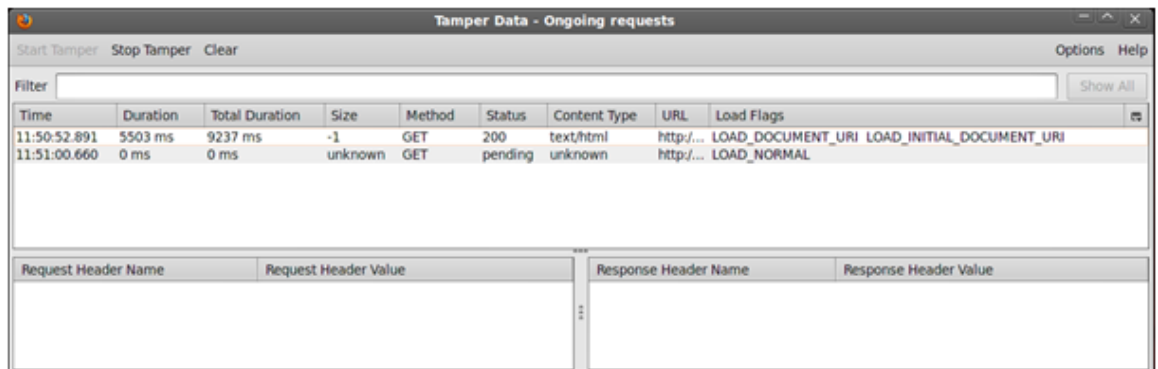 Tamper Data - Ongoing requests
Start Tamper Stop Tamper Clear Options Help
Filter Show All
Time Duration Total Duration Size Method Status Content Type URL Load Flags
11:50:52.891 5503 ms 9237 ms -1 GET 200 text/html http:/... LOAD_DOCUMENT_URI LOAD_INITIAL_DOCUMENT_URI
11:51:00.660 0 ms 0 ms unknown GET pending unknown http:/... LOAD_NORMAL
Request Header Name Request Header Value Response Header Name Response Header Value